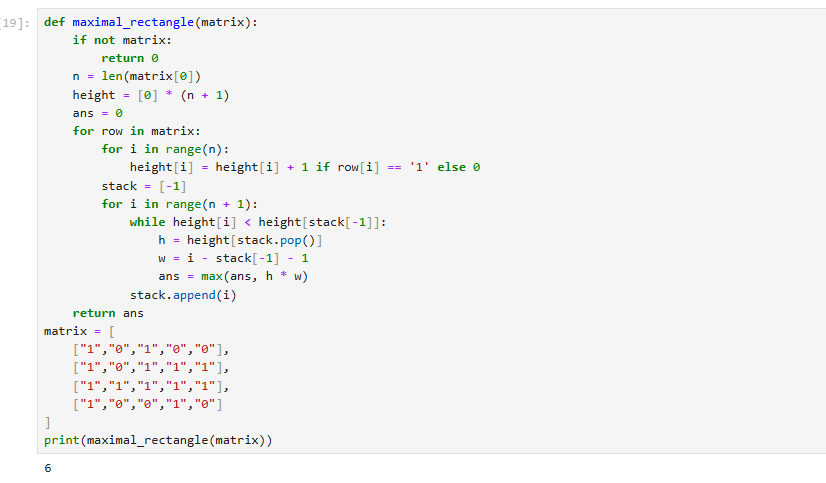 [19]:
def maximal_rectangle(matrix):
    if not matrix:
        return 0
    n = len(matrix[0])
    height = [0] * (n + 1)
    ans = 0
    for row in matrix:
        for i in range(n):
            height[i] = height[i] + 1 if row[i] == '1' else 0
        stack = [-1]
        for i in range(n + 1):
            while height[i] < height[stack[-1]]:
                h = height[stack.pop()]
                w = i - stack[-1] - 1
                ans = max(ans, h * w)
            stack.append(i)
    return ans
matrix = [
    ["1","0","1","0","0"],
    ["1","0","1","1","1"],
    ["1","1","1","1","1"],
    ["1","0","0","1","0"]
]
print(maximal_rectangle(matrix))
6